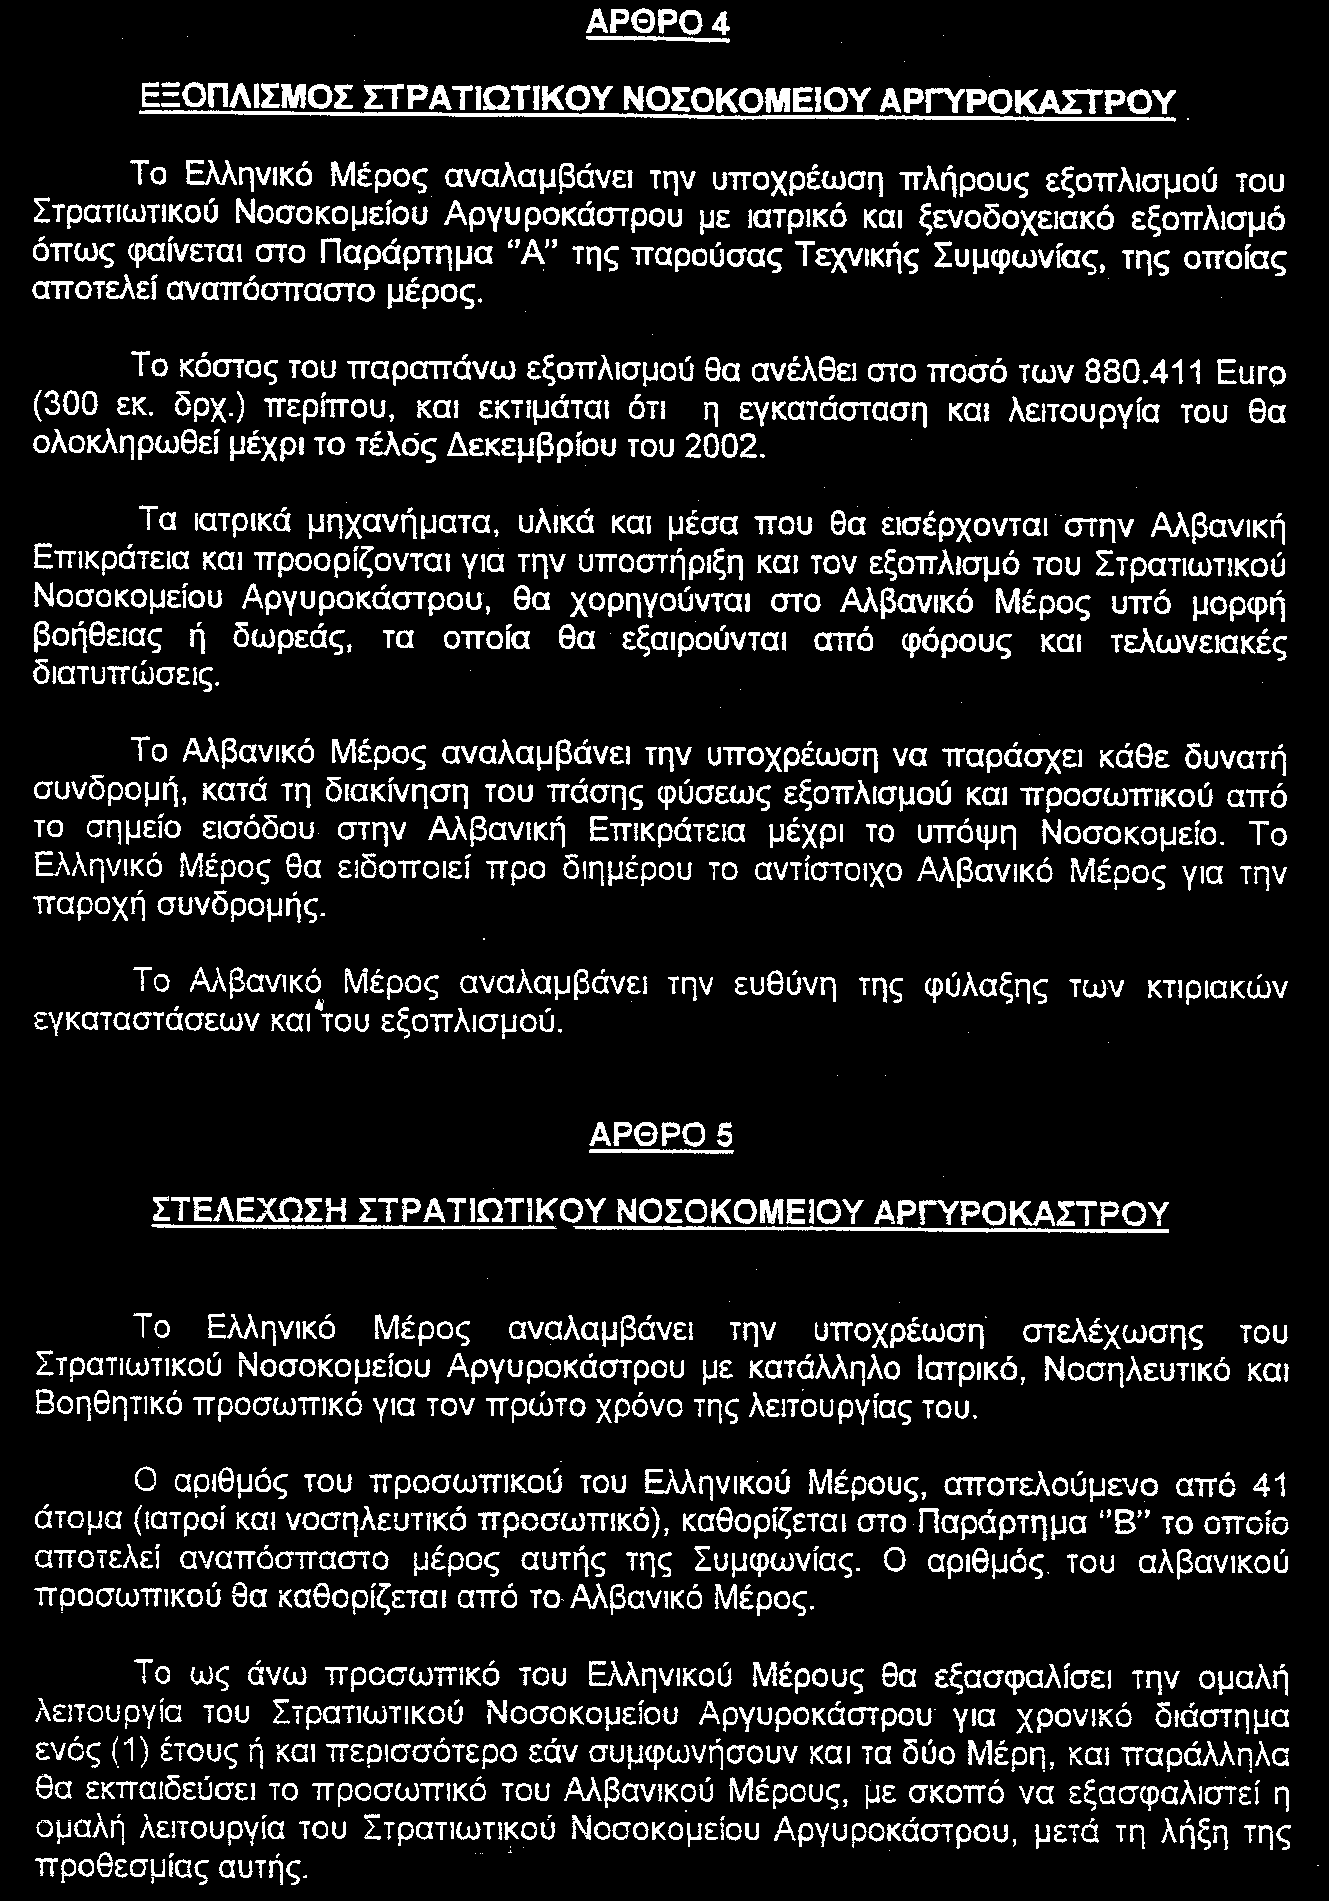 ΑΡΘΡΟ 4
ΕΞΟΠΛΙΣΜΟΣ ΣΤΡΑΤΙΩΤΙΚΟΥ ΝΟΣΟΚΟΜΕΙΟΥ ΑΡΓΥΡΟΚΑΣΤΡΟΥ
Το Ελληνικό Μέρος αναλαμβάνει την υποχρέωση πλήρους εξοπλισμού του
Στρατιωτικού Νοσοκομείου Αργυροκάστρου με ιατρικό και ξενοδοχειακό εξοπλισμό
όπως φαίνεται στο Παράρτημα “Α” της παρούσας Τεχνικής Συμφωνίας, της οποίας
αποτελεί αναπόσπαστο μέρος.
Το κόστος του παραπάνω εξοπλισμού θα ανέλθει στο ποσό των 880.411 Euro
(300 εκ. δρχ.) περίπου, και εκτιμάται ότι η εγκατάσταση και λειτουργία του θα
ολοκληρωθεί μέχρι το τέλος Δεκεμβρίου του 2002.
Τα ιατρικά μηχανήματα, υλικά και μέσα που θα εισέρχονται στην Αλβανική
Επικράτεια και προορίζονται για την υποστήριξη και τον εξοπλισμό του Στρατιωτικού
Νοσοκομείου Αργυροκάστρου, θα χορηγούνται στο Αλβανικό Μέρος υπό μορφή
βοήθειας ή δωρεάς, τα οποία θα εξαιρούνται από φόρους και τελωνειακές
διατυπώσεις.
Το Αλβανικό Μέρος αναλαμβάνει την υποχρέωση να παράσχει κάθε δυνατή
συνδρομή, κατά τη διακίνηση του πάσης φύσεως εξοπλισμού και προσωπικού από
το σημείο εισόδου στην Αλβανική Επικράτεια μέχρι το υπόψη Νοσοκομείο. Το
Ελληνικό Μέρος θα ειδοποιεί προ διημέρου το αντίστοιχο Αλβανικό Μέρος για την
παροχή συνδρομής.
Το Αλβανικό Μέρος αναλαμβάνει την ευθύνη της φύλαξης των κτιριακών
εγκαταστάσεων και του εξοπλισμού.
ΑΡΘΡΟ 5
ΣΤΕΛΕΧΩΣΗ ΣΤΡΑΤΙΩΤΙΚΟΥ ΝΟΣΟΚΟΜΕΙΟΥ ΑΡΓΥΡΟΚΑΣΤΡΟΥ
Το Ελληνικό Μέρος αναλαμβάνει την υποχρέωση στελέχωσης του
Στρατιωτικού Νοσοκομείου Αργυροκάστρου με κατάλληλο Ιατρικό, Νοσηλευτικό και
Βοηθητικό προσωπικό για τον πρώτο χρόνο της λειτουργίας του.
Ο αριθμός του προσωπικού του Ελληνικού Μέρους, αποτελούμενο από 41
άτομα (ιατροί και νοσηλευτικό προσωπικό), καθορίζεται στο Παράρτημα “Β” το οποίο
αποτελεί αναπόσπαστο μέρος αυτής της Συμφωνίας. Ο αριθμός του αλβανικού
προσωπικού θα καθορίζεται από το Αλβανικό Μέρος.
Το ως άνω προσωπικό του Ελληνικού Μέρους θα εξασφαλίσει την ομαλή
λειτουργία του Στρατιωτικού Νοσοκομείου Αργυροκάστρου για χρονικό διάστημα
ενός (1) έτους ή και περισσότερο εάν συμφωνήσουν και τα δύο Μέρη, και παράλληλα
θα εκπαιδεύσει το προσωπικό του Αλβανικού Μέρους, με σκοπό να εξασφαλιστεί η
ομαλή λειτουργία του Στρατιωτικού Νοσοκομείου Αργυροκάστρου, μετά τη λήξη της
προθεσμίας αυτής.